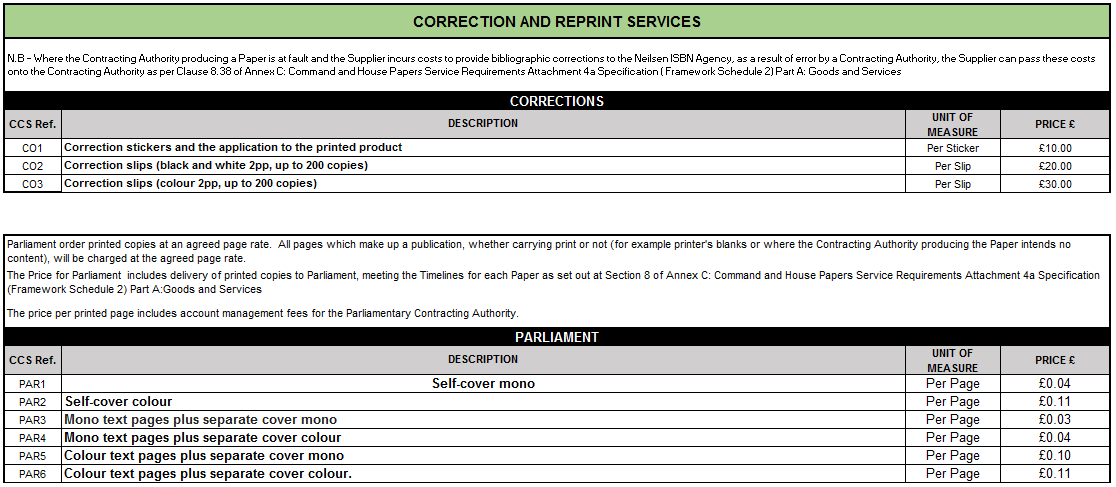 CORRECTION AND REPRINT SERVICES
N.B – Where the Contracting Authority producing a Paper is at fault and the Supplier incurs costs to provide bibliographic corrections to the Neilsen ISBN Agency, as a result of error by a Contracting Authority, the Supplier can pass these costs
onto the Contracting Authority as per Clause 8.38 of Annex C: Command and House Papers Service Requirements Attachment 4a Specification ( Framework Schedule 2) Part A: Goods and Services
CORRECTIONS
CCS Ref. DESCRIPTION UNIT OF MEASURE PRICE £
CO1 Correction stickers and the application to the printed product Per Sticker £10.00
CO2 Correction slips (black and white 2pp, up to 200 copies) Per Slip £20.00
CO3 Correction slips (colour 2pp, up to 200 copies) Per Slip £30.00
Parliament order printed copies at an agreed page rate. All pages which make up a publication, whether carrying print or not (for example printer's blanks or where the Contracting Authority producing the Paper intends no
content), will be charged at the agreed page rate.
The Price for Parliament includes delivery of printed copies to Parliament, meeting the Timelines for each Paper as set out at Section 8 of Annex C: Command and House Papers Service Requirements Attachment 4a Specification
(Framework Schedule 2) Part A:Goods and Services
The price per printed page includes account management fees for the Parliamentary Contracting Authority.
PARLIAMENT
CCS Ref. DESCRIPTION UNIT OF MEASURE PRICE £
PAR1 Self-cover mono Per Page £0.04
PAR2 Self-cover colour Per Page £0.11
PAR3 Mono text pages plus separate cover mono Per Page £0.03
PAR4 Mono text pages plus separate cover colour Per Page £0.04
PAR5 Colour text pages plus separate cover mono Per Page £0.10
PAR6 Colour text pages plus separate cover colour. Per Page £0.11